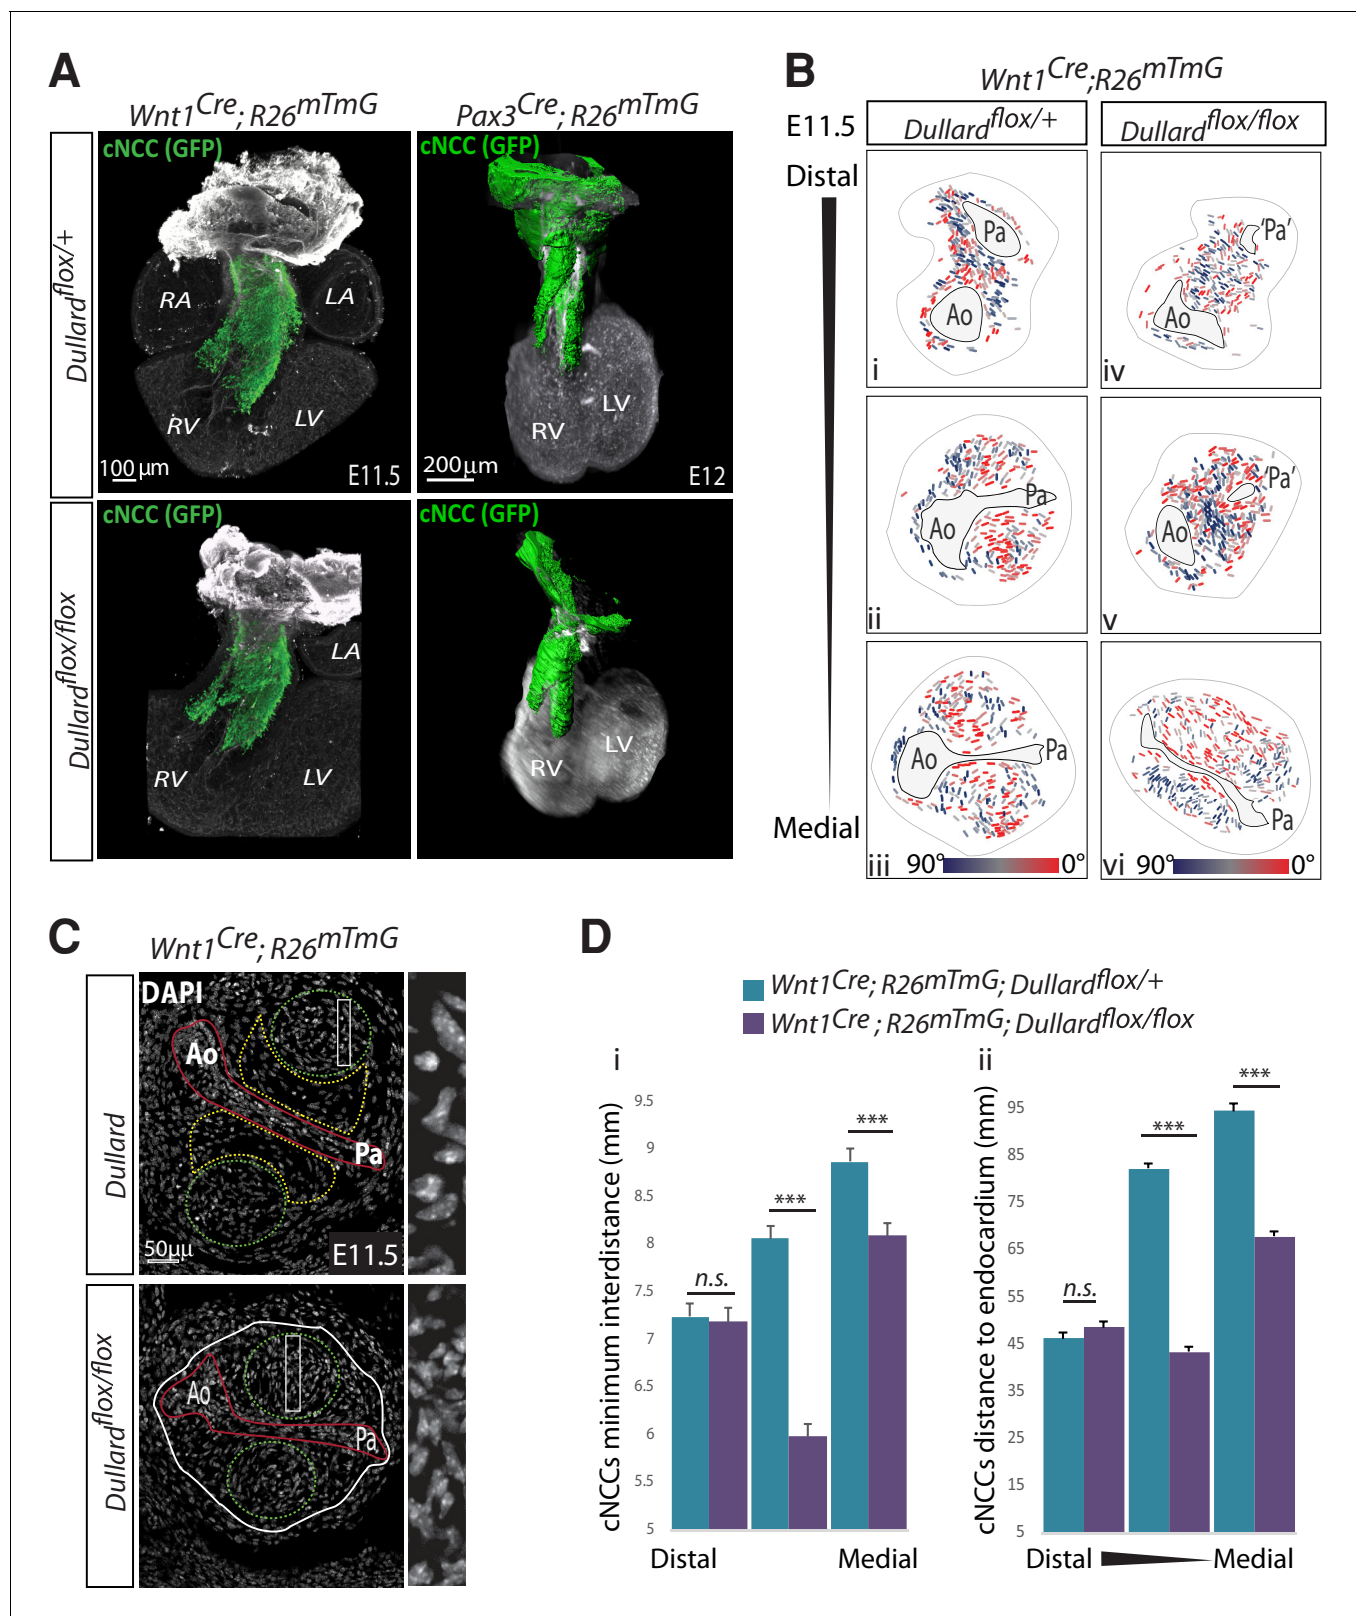 A
Wnt1Cre; R26mTmG
Pax3Cre; R26mTmG
Dullardflox/+
cNCC (GFP)
RA
LA
RV
LV
100 µm
E11.5
cNCC (GFP)
RV
LV
200µm
E12
Dullardflox/flox
cNCC (GFP)
LA
RV
LV
cNCC (GFP)
RV
LV
B
Wnt1Cre;R26mTmG
E11.5
Dullardflox/+
Dullardflox/flox
Distal
Medial
Pa
Ao
i
'Pa'
Ao
iv
Pa
Ao
ii
'Pa'
Ao
v
Ao
Pa
iii 90° 0°
Pa
vi 90° 0°
C
Wnt1Cre; R26mTmG
Dullard
DAPI
Ao
Pa
50µµ
E11.5
Dullardflox/flox
Ao
Pa
D
Wnt1Cre; R26mTmG; Dullardflox/+
Wnt1Cre ; R26mTmG; Dullardflox/flox
i
cNCCs minimum interdistance (mm)
9.5
9
8.5
8
7.5
7
6.5
6
5.5
5
n.s.
***
***
Distal
Medial
ii
cNCCs distance to endocardium (mm)
95
85
75
65
55
45
35
25
15
5
n.s.
***
***
Distal
Medial